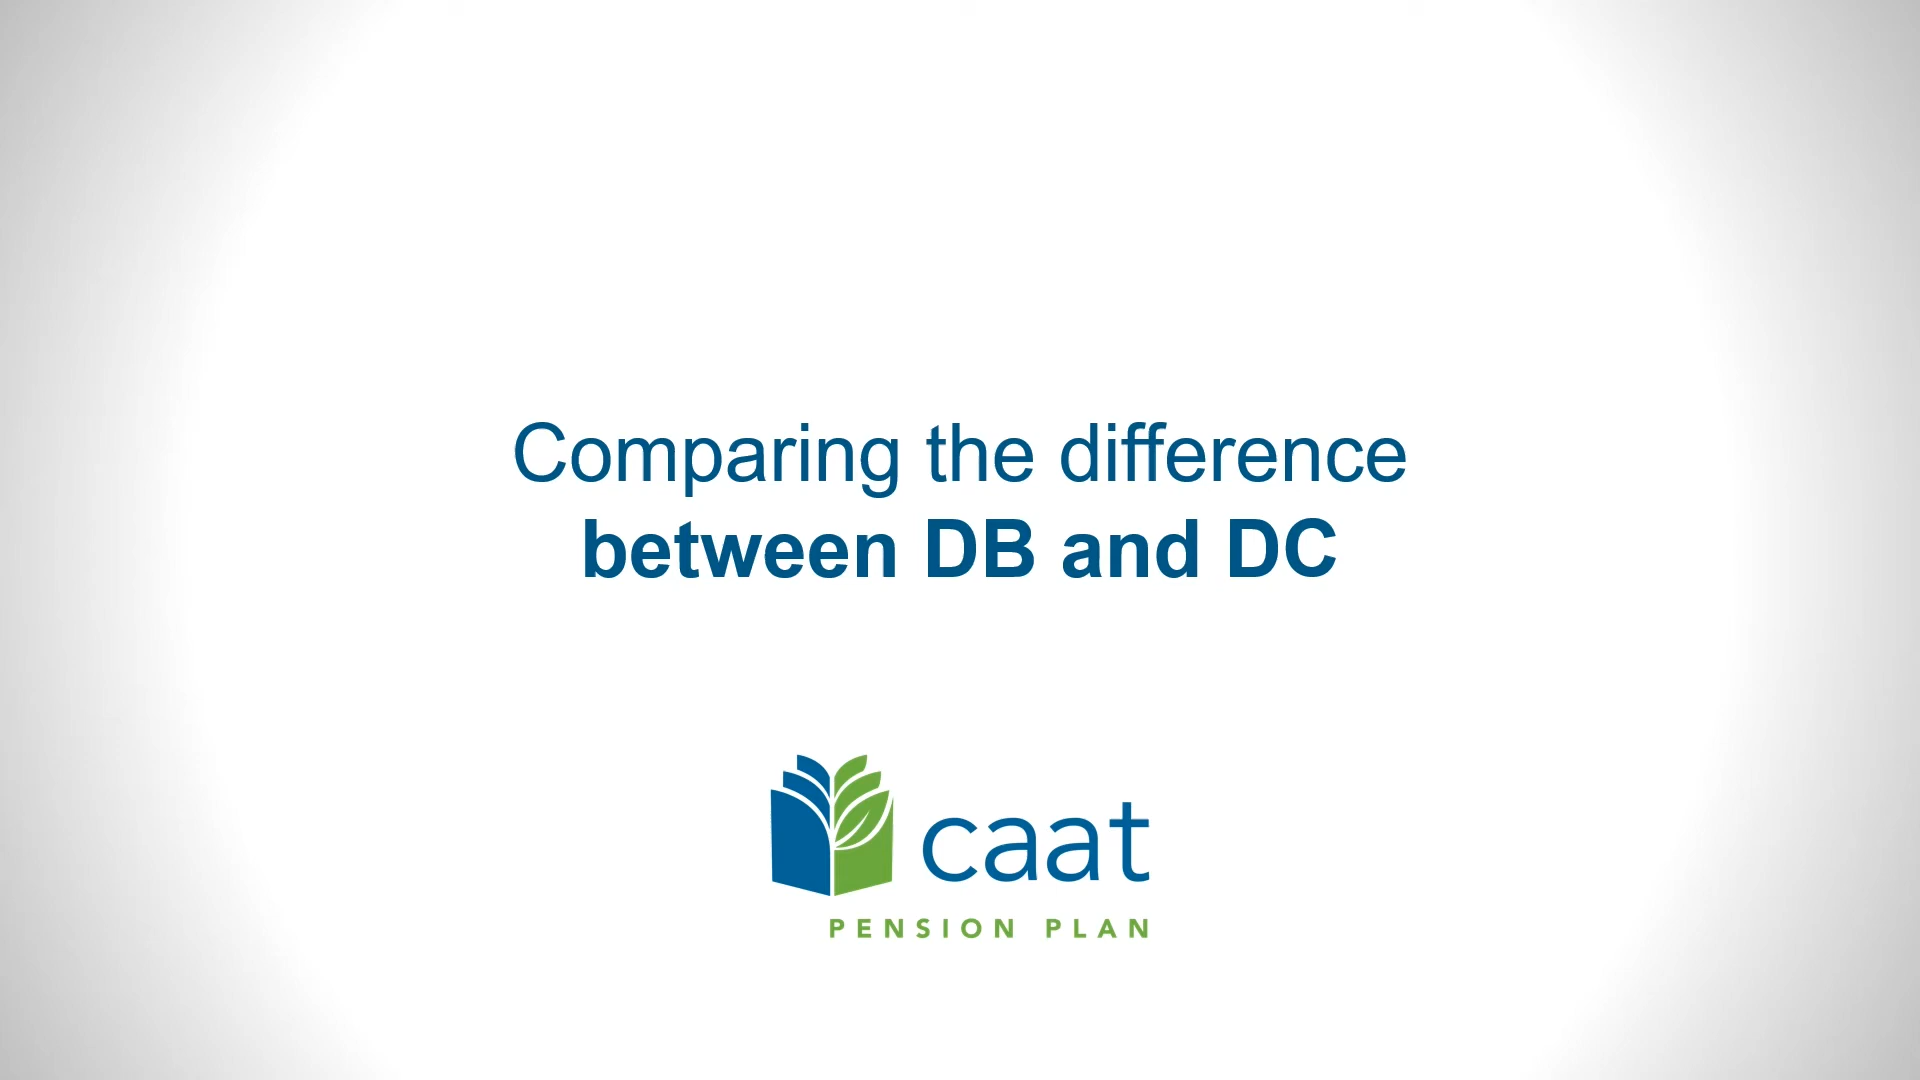 Comparing the difference
between DB and DC
caat
PENSION PLAN